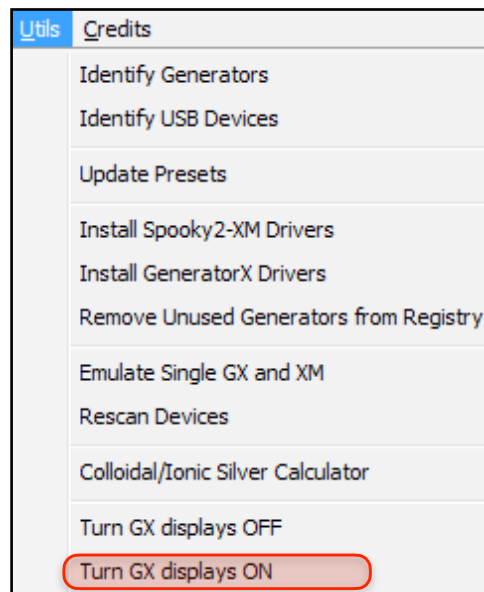 Utils Credits
Identify Generators
Identify USB Devices
Update Presets
Install Spooky2-XM Drivers
Install GeneratorX Drivers
Remove Unused Generators from Registry
Emulate Single GX and XM
Rescan Devices
Colloidal/Ionic Silver Calculator
Turn GX displays OFF
Turn GX displays ON